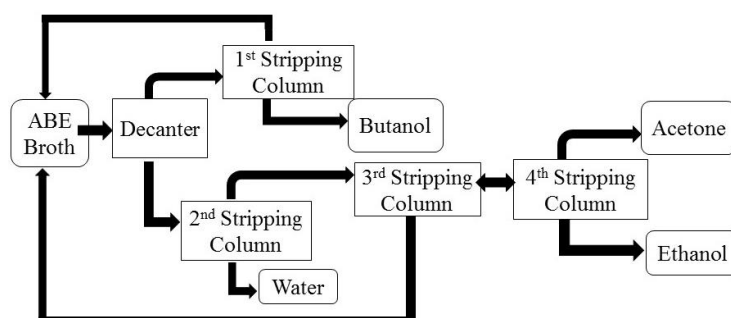 ABE
Broth
Decanter
1st Stripping
Column
Butanol
2nd Stripping
Column
Water
3rd Stripping
Column
4th Stripping
Column
Acetone
Ethanol